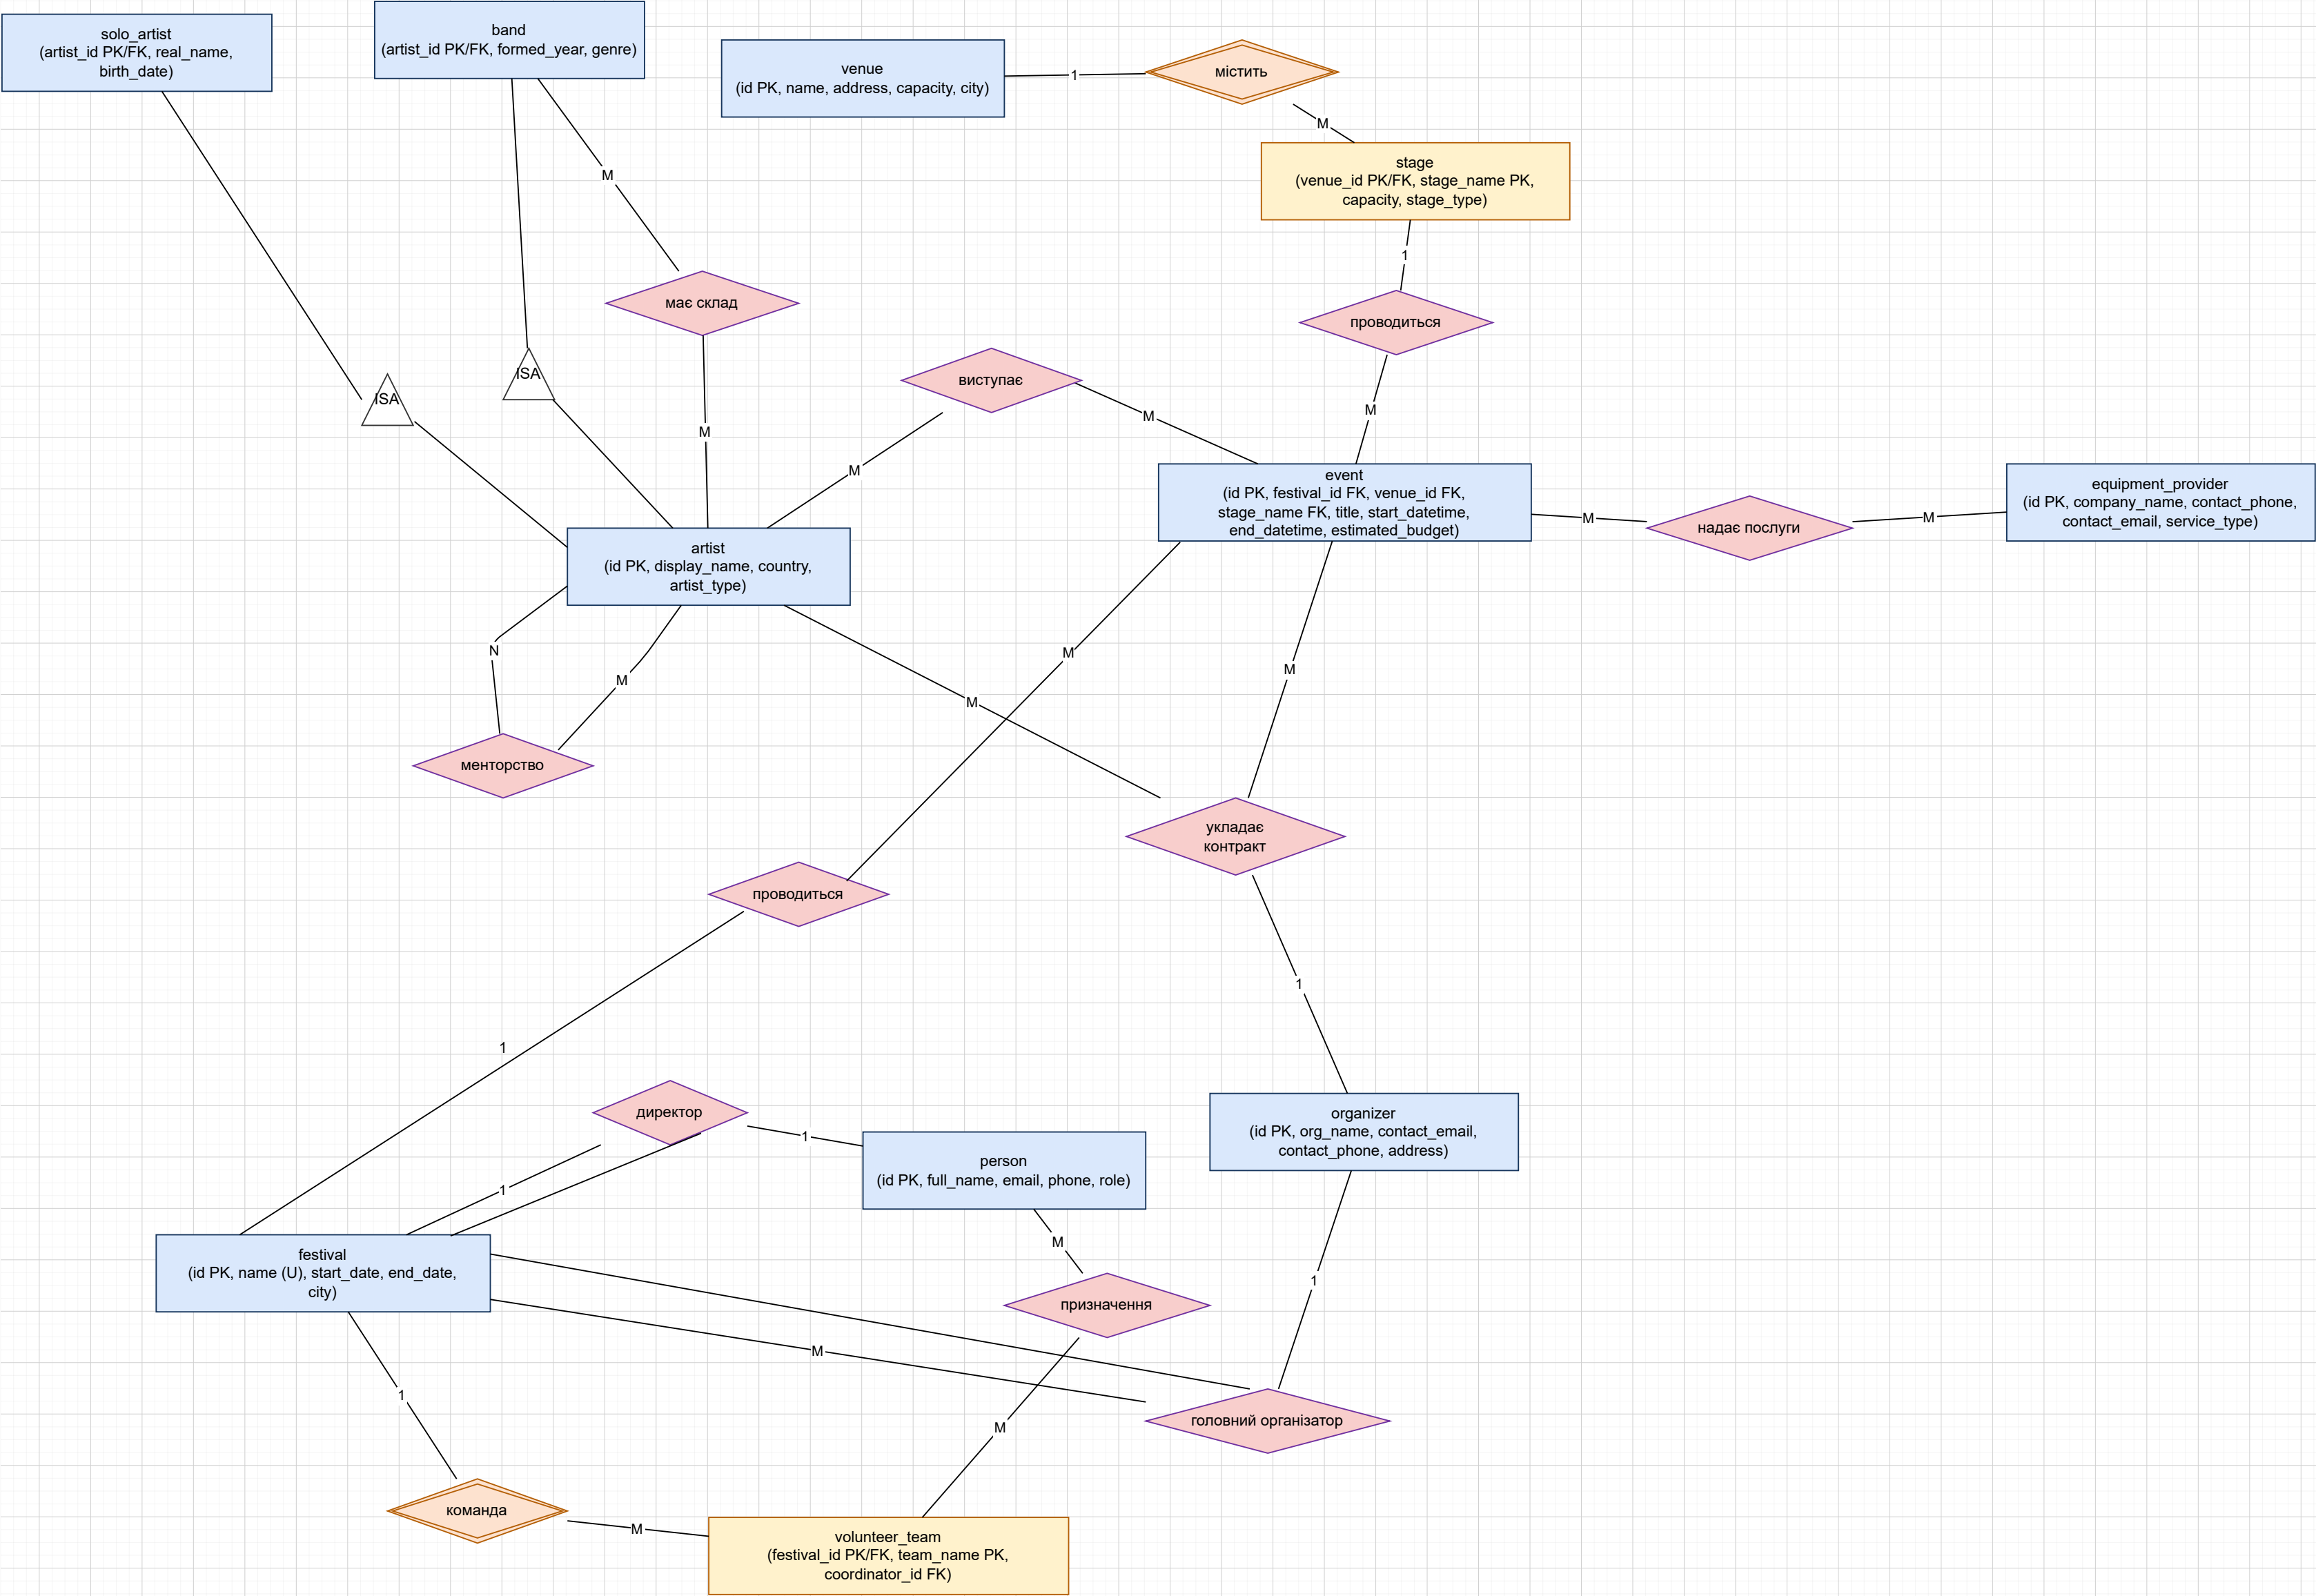 solo_artist
(artist_id PK/FK, real_name,
birth_date)
band
(artist_id PK/FK, formed_year, genre)
venue
(id PK, name, address, capacity, city)
1
містить
M
stage
(venue_id PK/FK, stage_name PK,
capacity, stage_type)
M
1
має склад
проводиться
ISA
ISA
виступає
M
M
M
M
event
(id PK, festival_id FK, venue_id FK,
stage_name FK, title, start_datetime,
end_datetime, estimated_budget)
M
надає послуги
M
equipment_provider
(id PK, company_name, contact_phone,
contact_email, service_type)
artist
(id PK, display_name, country,
artist_type)
N
M
M
M
M
менторство
укладає
контракт
проводиться
1
1
директор
1
person
(id PK, full_name, email, phone, role)
organizer
(id PK, org_name, contact_email,
contact_phone, address)
1
M
festival
(id PK, name (U), start_date, end_date,
city)
1
призначення
M
1
M
головний організатор
команда
M
volunteer_team
(festival_id PK/FK, team_name PK,
coordinator_id FK)